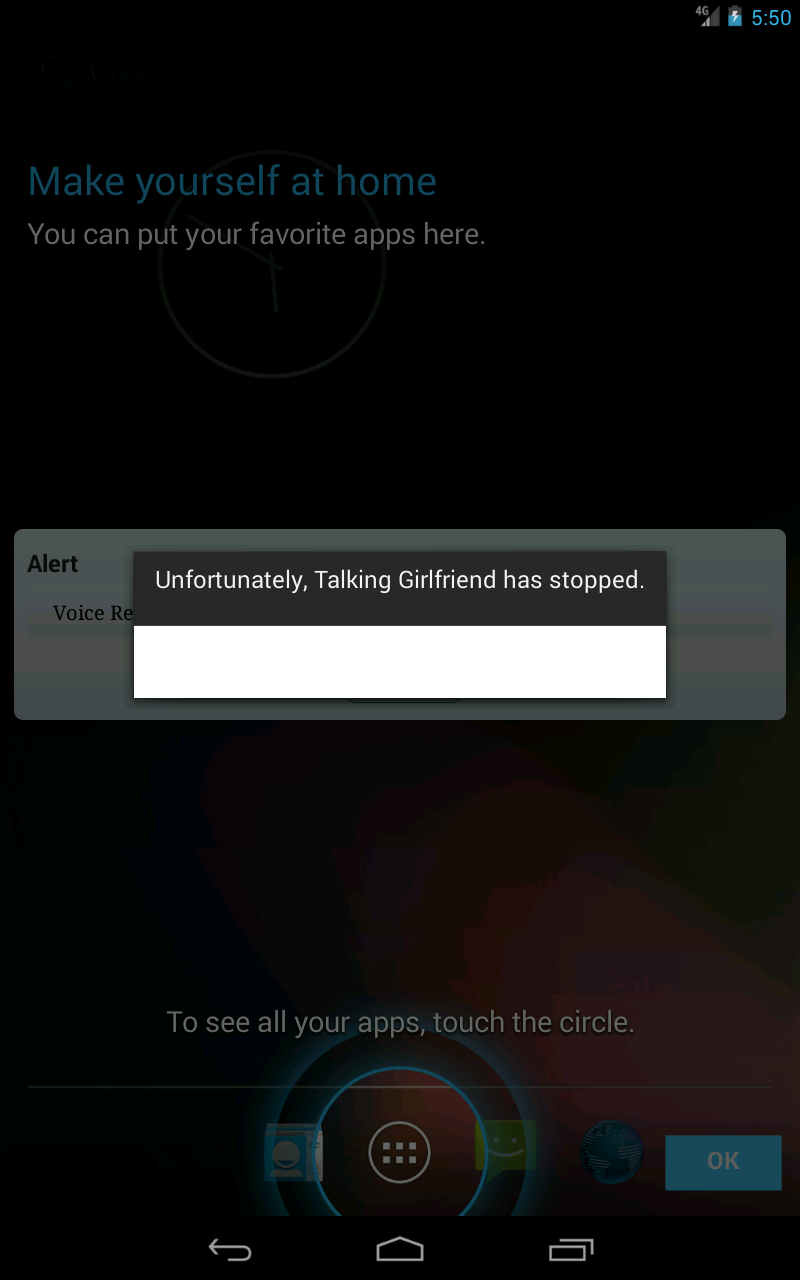 4G 5:50
Google
Make yourself at home
You can put your favorite apps here.
Alert
Unfortunately, Talking Girlfriend has stopped.
Voice Re
To see all your apps, touch the circle.
OK